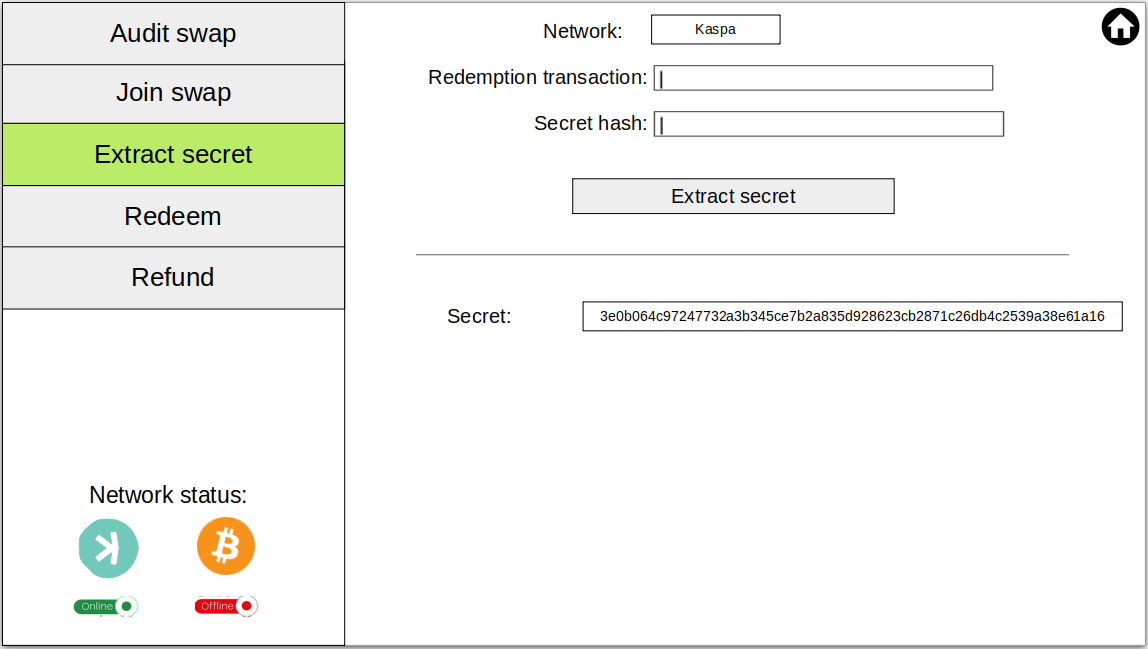 Audit swap
Join swap
Extract secret
Redeem
Refund
Network status:
Online
Offline
Network:
Kaspa
Redemption transaction:
Secret hash:
Extract secret
Secret:
3e0b064c97247732a3b345ce7b2a835d928623cb2871c26db4c2539a38e61a16